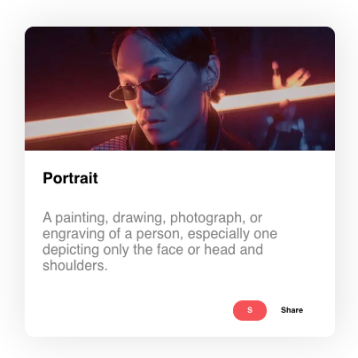 Portrait
A painting, drawing, photograph, or
engraving of a person, especially one
depicting only the face or head and
shoulders.
S Share